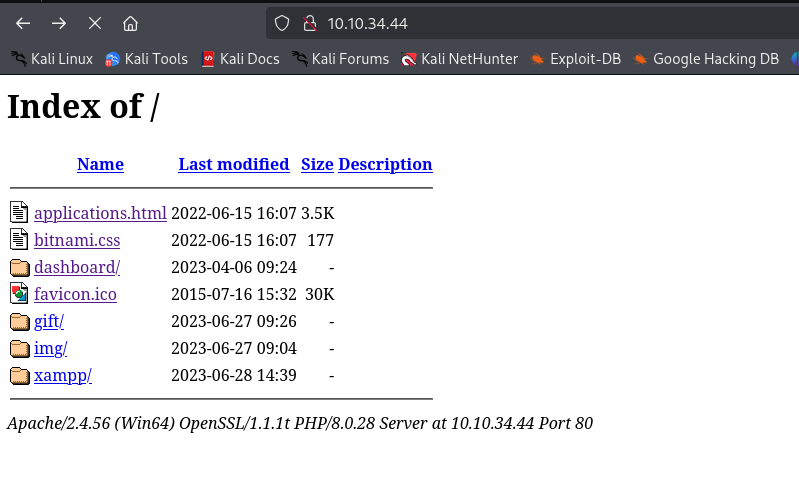 10.10.34.44
Kali Linux Kali Tools Kali Docs Kali Forums Kali NetHunter Exploit-DB Google Hacking DB
Index of /
Name Last modified Size Description
applications.html 2022-06-15 16:07 3.5K
bitnami.css 2022-06-15 16:07 177
dashboard/ 2023-04-06 09:24 -
favicon.ico 2015-07-16 15:32 30K
gift/ 2023-06-27 09:26 -
img/ 2023-06-27 09:04 -
xampp/ 2023-06-28 14:39 -
Apache/2.4.56 (Win64) OpenSSL/1.1.1t PHP/8.0.28 Server at 10.10.34.44 Port 80